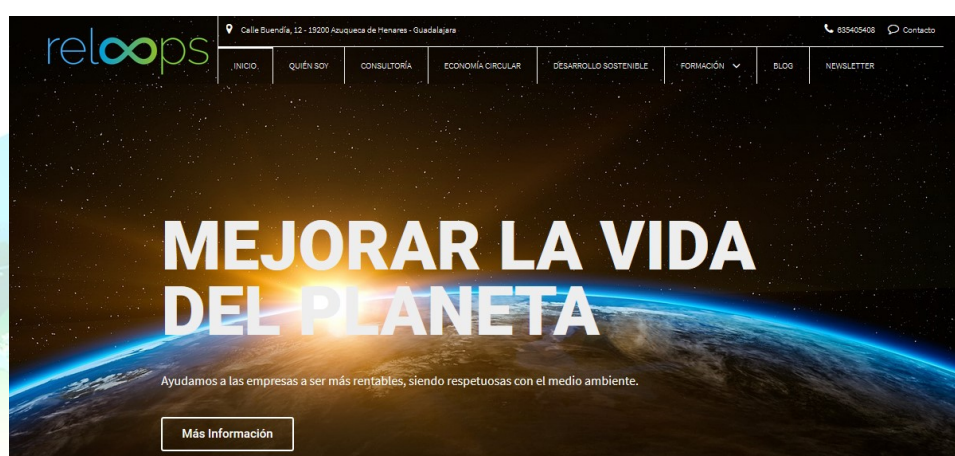 reloops
Calle Buendía, 12 - 19200 Azuqueca de Henares - Guadalajara
635405408 Contacto
INICIO QUIÉN SOY CONSULTORÍA ECONOMÍA CIRCULAR DESARROLLO SOSTENIBLE FORMACIÓN BLOG NEWSLETTER
MEJORAR LA VIDA
DEL PLANETA
Ayudamos a las empresas a ser más rentables, siendo respetuosas con el medio ambiente.
Más Información